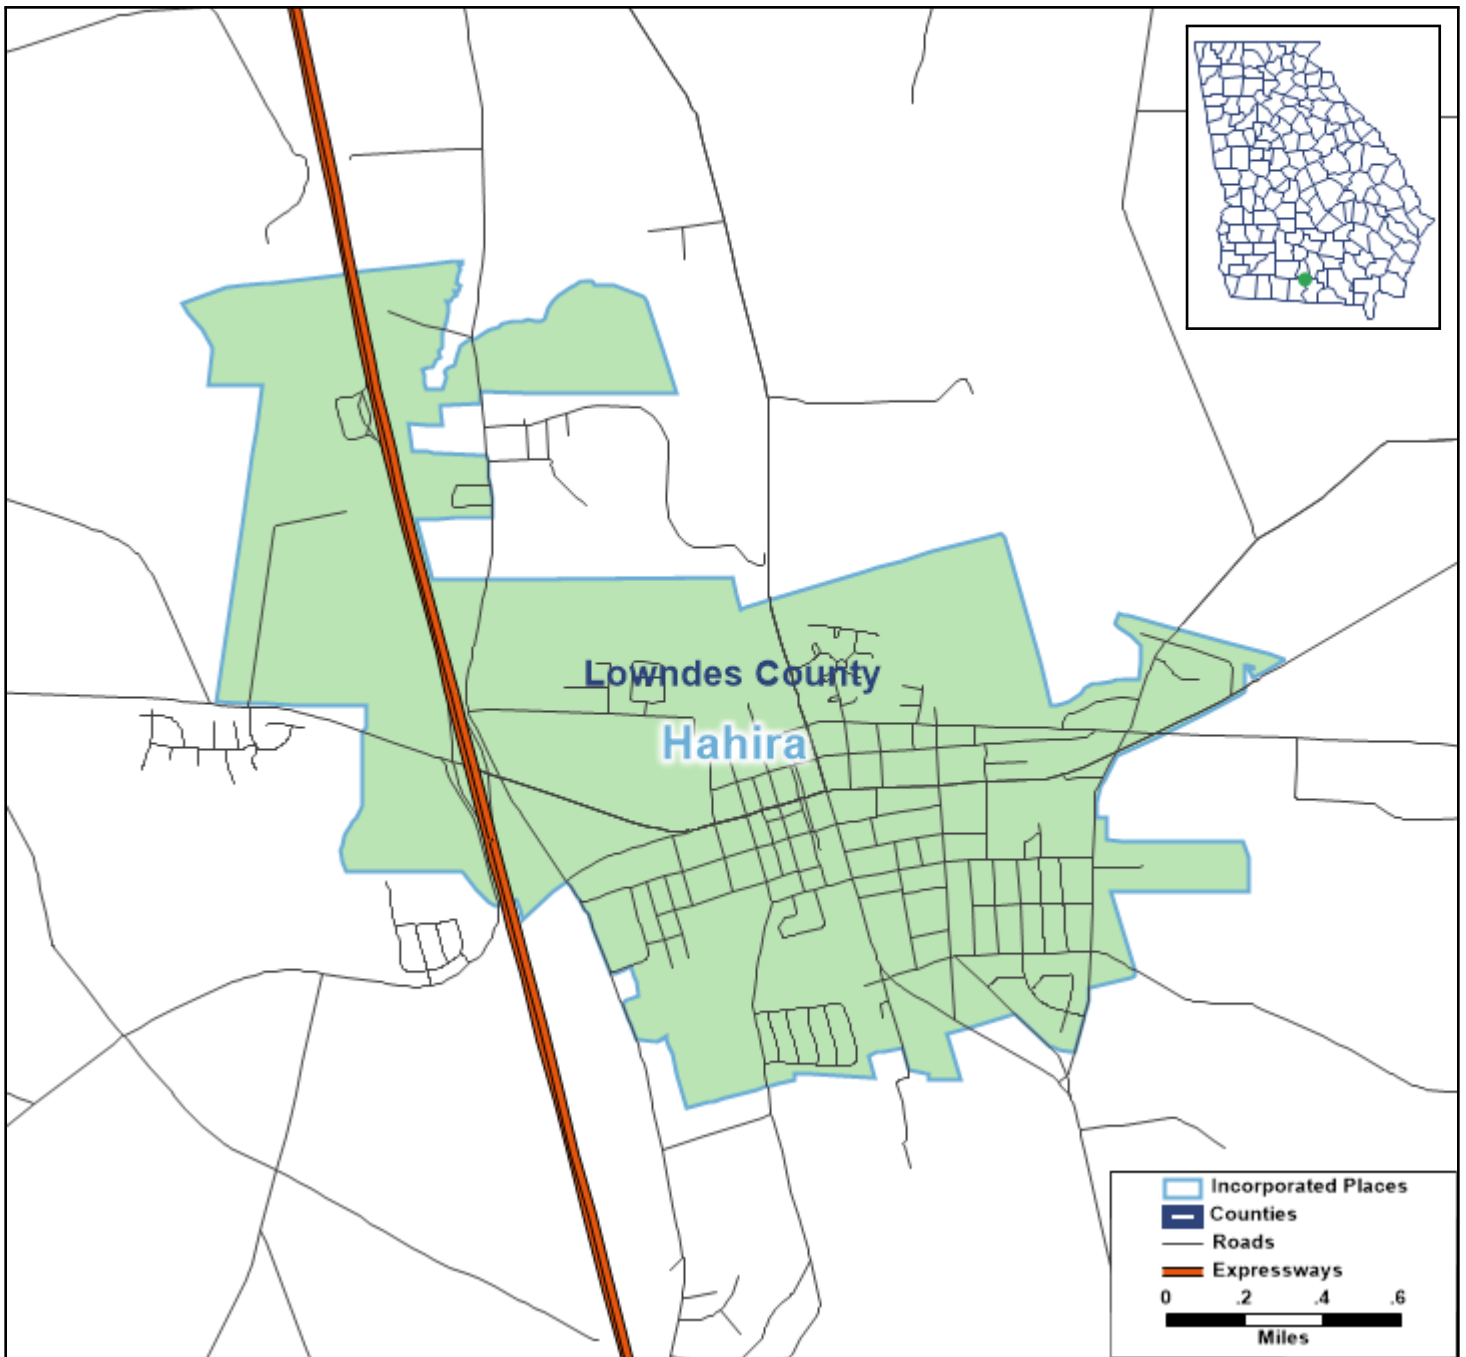 Lowndes County
Hahira
Incorporated Places
Counties
Roads
Expressways
0 .2 .4 .6
Miles